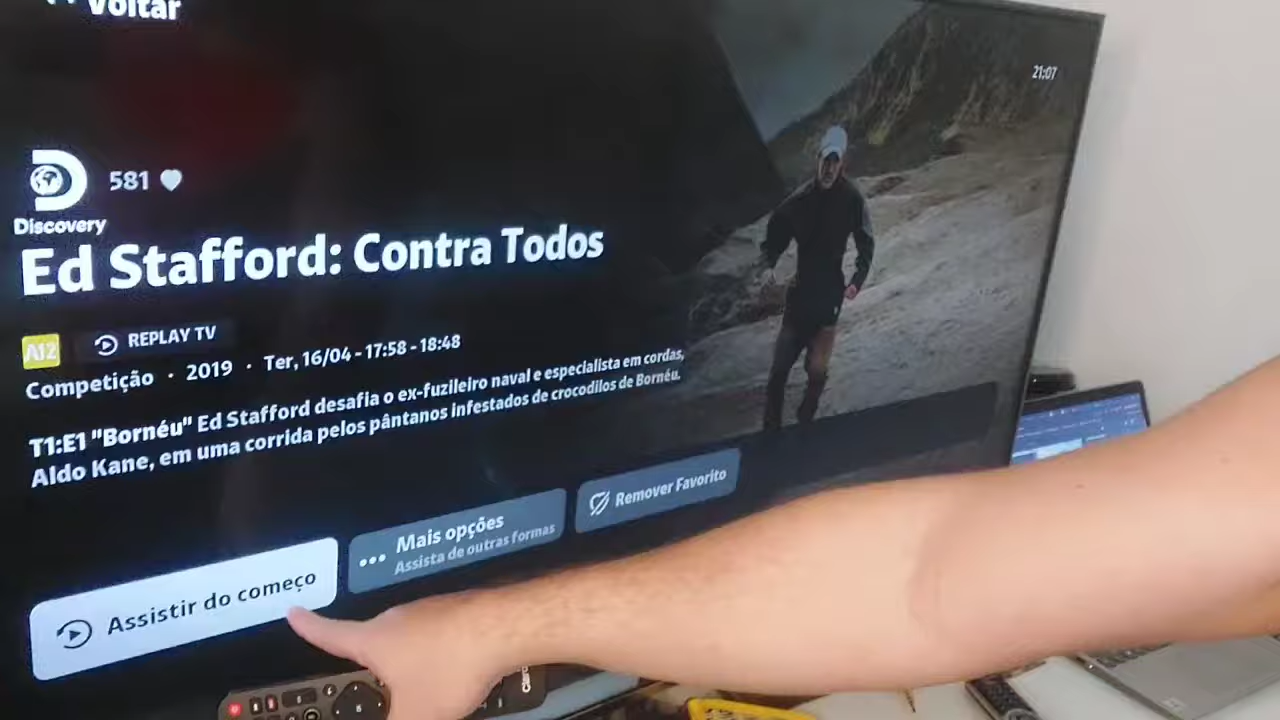 Voltar
21:07
581
Discovery
Ed Stafford: Contra Todos
A12 REPLAY TV
Competição · 2019 · Ter, 16/04 - 17:58 - 18:48
T1:E1 "Bornéu" Ed Stafford desafia o ex-fuzileiro naval e especialista em cordas,
Aldo Kane, em uma corrida pelos pântanos infestados de crocodilos de Bornéu.
Assistir do começo
Mais opções
Assista de outras formas
Remover Favorito
Claro